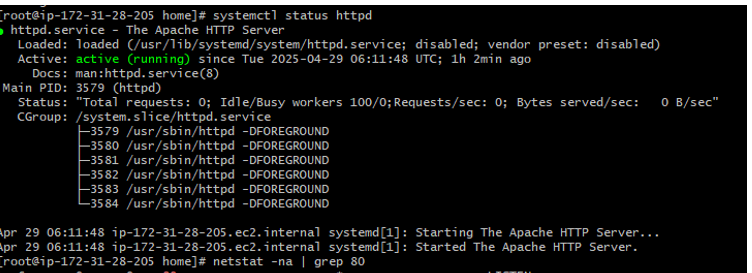 [root@ip-172-31-28-205 home]# systemctl status httpd
● httpd.service - The Apache HTTP Server
Loaded: loaded (/usr/lib/systemd/system/httpd.service; disabled; vendor preset: disabled)
Active: active (running) since Tue 2025-04-29 06:11:48 UTC; 1h 2min ago
Docs: man:httpd.service(8)
Main PID: 3579 (httpd)
Status: "Total requests: 0; Idle/Busy workers 100/0;Requests/sec: 0; Bytes served/sec:   0 B/sec"
CGroup: /system.slice/httpd.service
├─3579 /usr/sbin/httpd -DFOREGROUND
├─3580 /usr/sbin/httpd -DFOREGROUND
├─3581 /usr/sbin/httpd -DFOREGROUND
├─3582 /usr/sbin/httpd -DFOREGROUND
├─3583 /usr/sbin/httpd -DFOREGROUND
└─3584 /usr/sbin/httpd -DFOREGROUND
Apr 29 06:11:48 ip-172-31-28-205.ec2.internal systemd[1]: Starting The Apache HTTP Server...
Apr 29 06:11:48 ip-172-31-28-205.ec2.internal systemd[1]: Started The Apache HTTP Server.
[root@ip-172-31-28-205 home]# netstat -na | grep 80